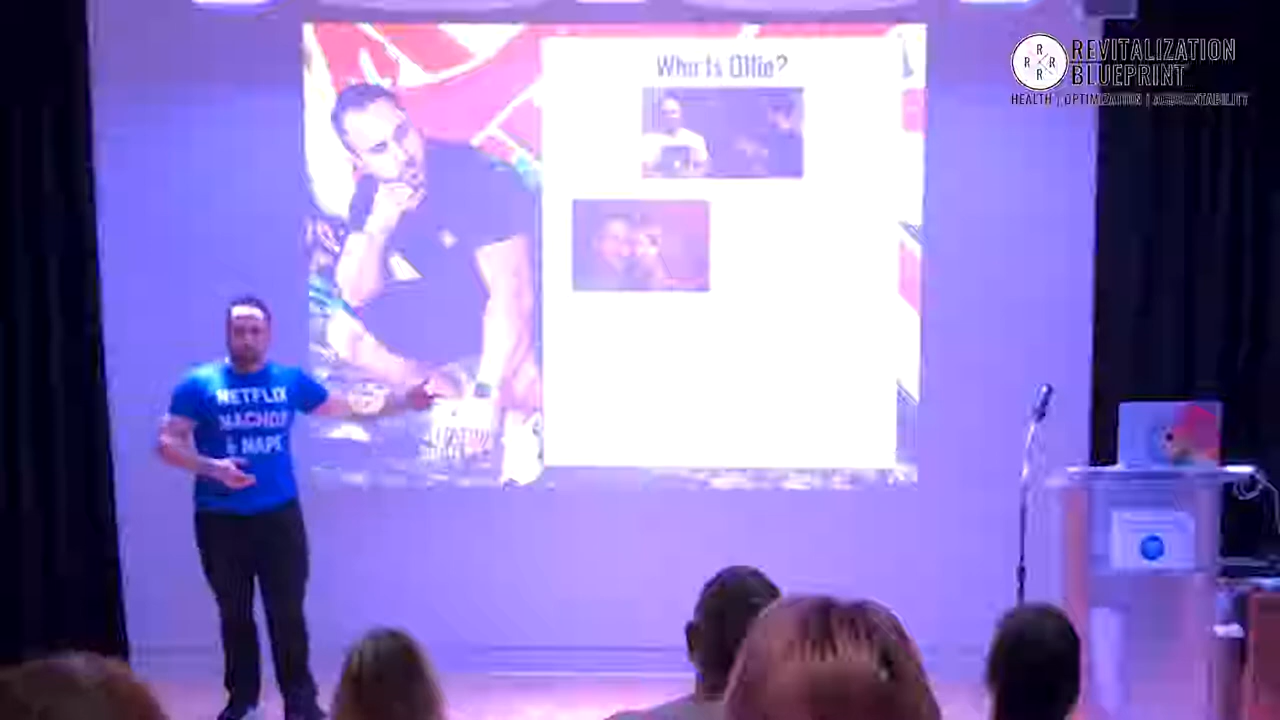 Who is Ollie?
R
R R
R
REVITALIZATION
BLUEPRINT
HEALTH | OPTIMIZATION | ACCOUNTABILITY
NETFLIX
NACHOS
& NAPS